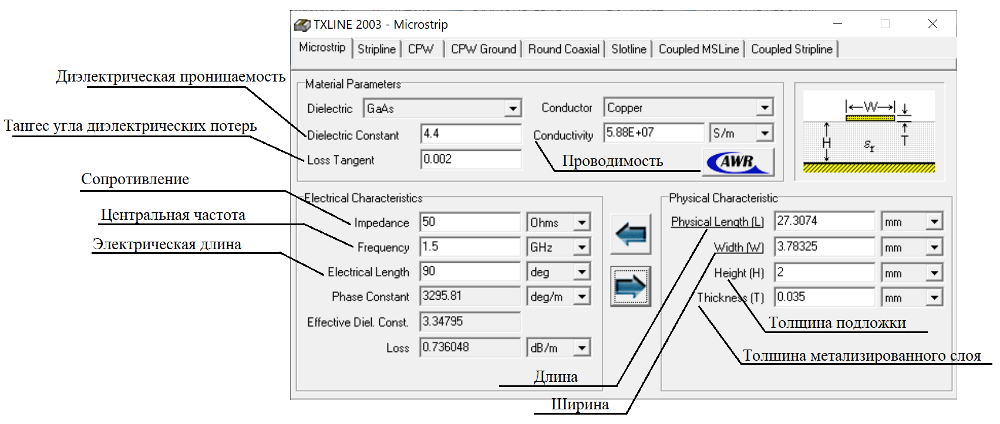 TXLINE 2003 - Microstrip
Microstrip Stripline CPW CPW Ground Round Coaxial Slotline Coupled MSLine Coupled Stripline
Диэлектрическая проницаемость
Material Parameters
Dielectric GaAs Conductor Copper
Тангес угла диэлектрических потерь
Dielectric Constant 4.4 Conductivity 5.88E+07 S/m
Loss Tangent 0.002 Проводимость AWR
W
H
T
εr
Сопротивление
Electrical Characteristics
Physical Characteristic
Центральная частота
Impedance 50 Ohms
Physical Length (L) 27.3074 mm
Электрическая длина
Frequency 1.5 GHz
Width (W) 3.78325 mm
Electrical Length 90 deg
Height (H) 2 mm
Phase Constant 3295.81 deg/m
Thickness (T) 0.035 mm
Effective Diel. Const. 3.34795
Толщина подложки
Loss 0.736048 dB/m
Толшина метализированного слоя
Длина
Ширина